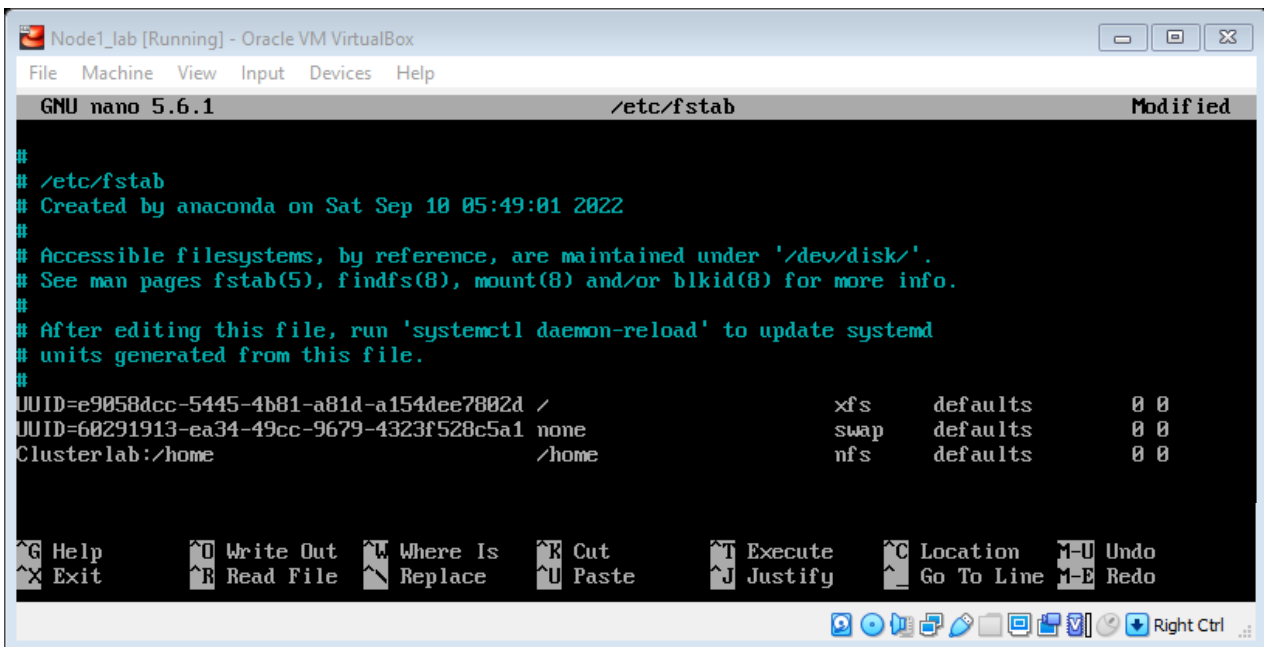 Node1_lab [Running] - Oracle VM VirtualBox
File Machine View Input Devices Help
GNU nano 5.6.1 /etc/fstab Modified
#
# /etc/fstab
# Created by anaconda on Sat Sep 10 05:49:01 2022
#
# Accessible filesystems, by reference, are maintained under '/dev/disk/'.
# See man pages fstab(5), findfs(8), mount(8) and/or blkid(8) for more info.
#
# After editing this file, run 'systemctl daemon-reload' to update systemd
# units generated from this file.
#
UUID=e9058dcc-5445-4b81-a81d-a154dee7802d / xfs defaults 0 0
UUID=60291913-ea34-49cc-9679-4323f528c5a1 none swap defaults 0 0
Clusterlab:/home /home nfs defaults 0 0
^G Help ^O Write Out ^W Where Is ^K Cut ^T Execute ^C Location M-U Undo
^X Exit ^R Read File ^\ Replace ^U Paste ^J Justify ^_ Go To Line M-E Redo
Right Ctrl